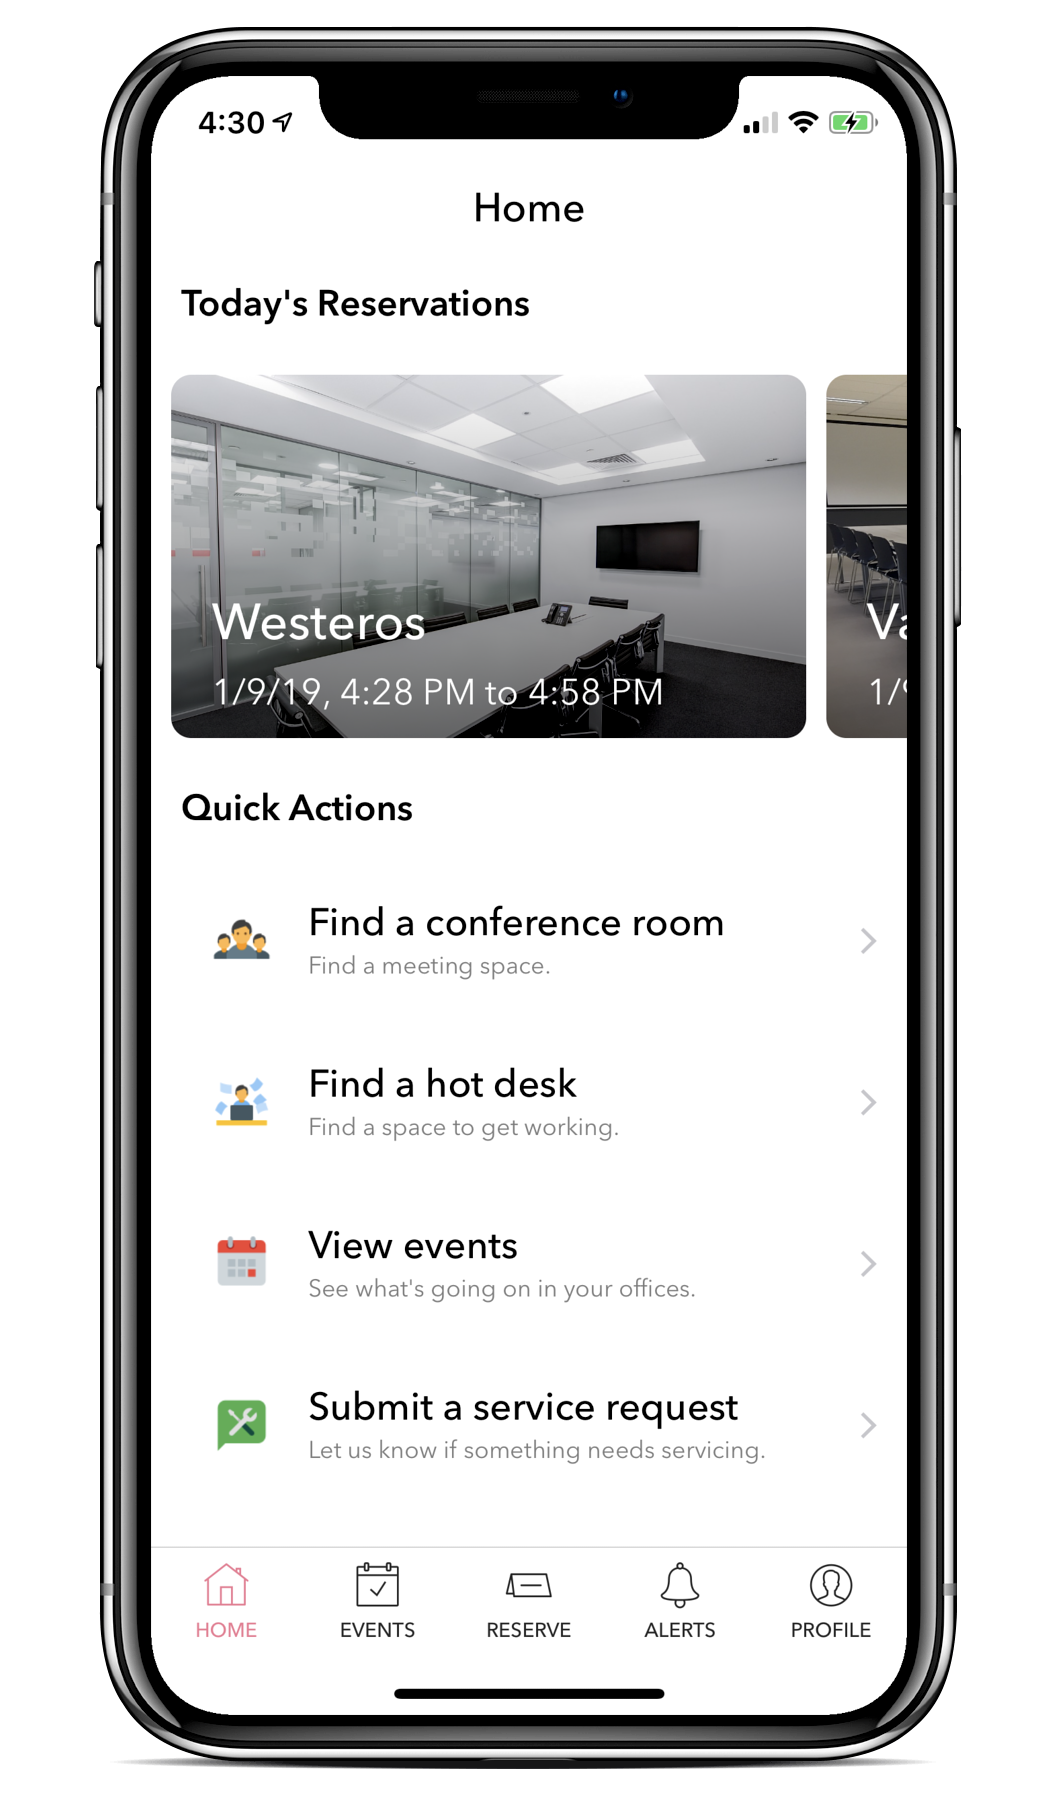 4:30
Home
Today's Reservations
Westeros
1/9/19, 4:28 PM to 4:58 PM
Quick Actions
Find a conference room
Find a meeting space.
Find a hot desk
Find a space to get working.
View events
See what's going on in your offices.
Submit a service request
Let us know if something needs servicing.
HOME EVENTS RESERVE ALERTS PROFILE